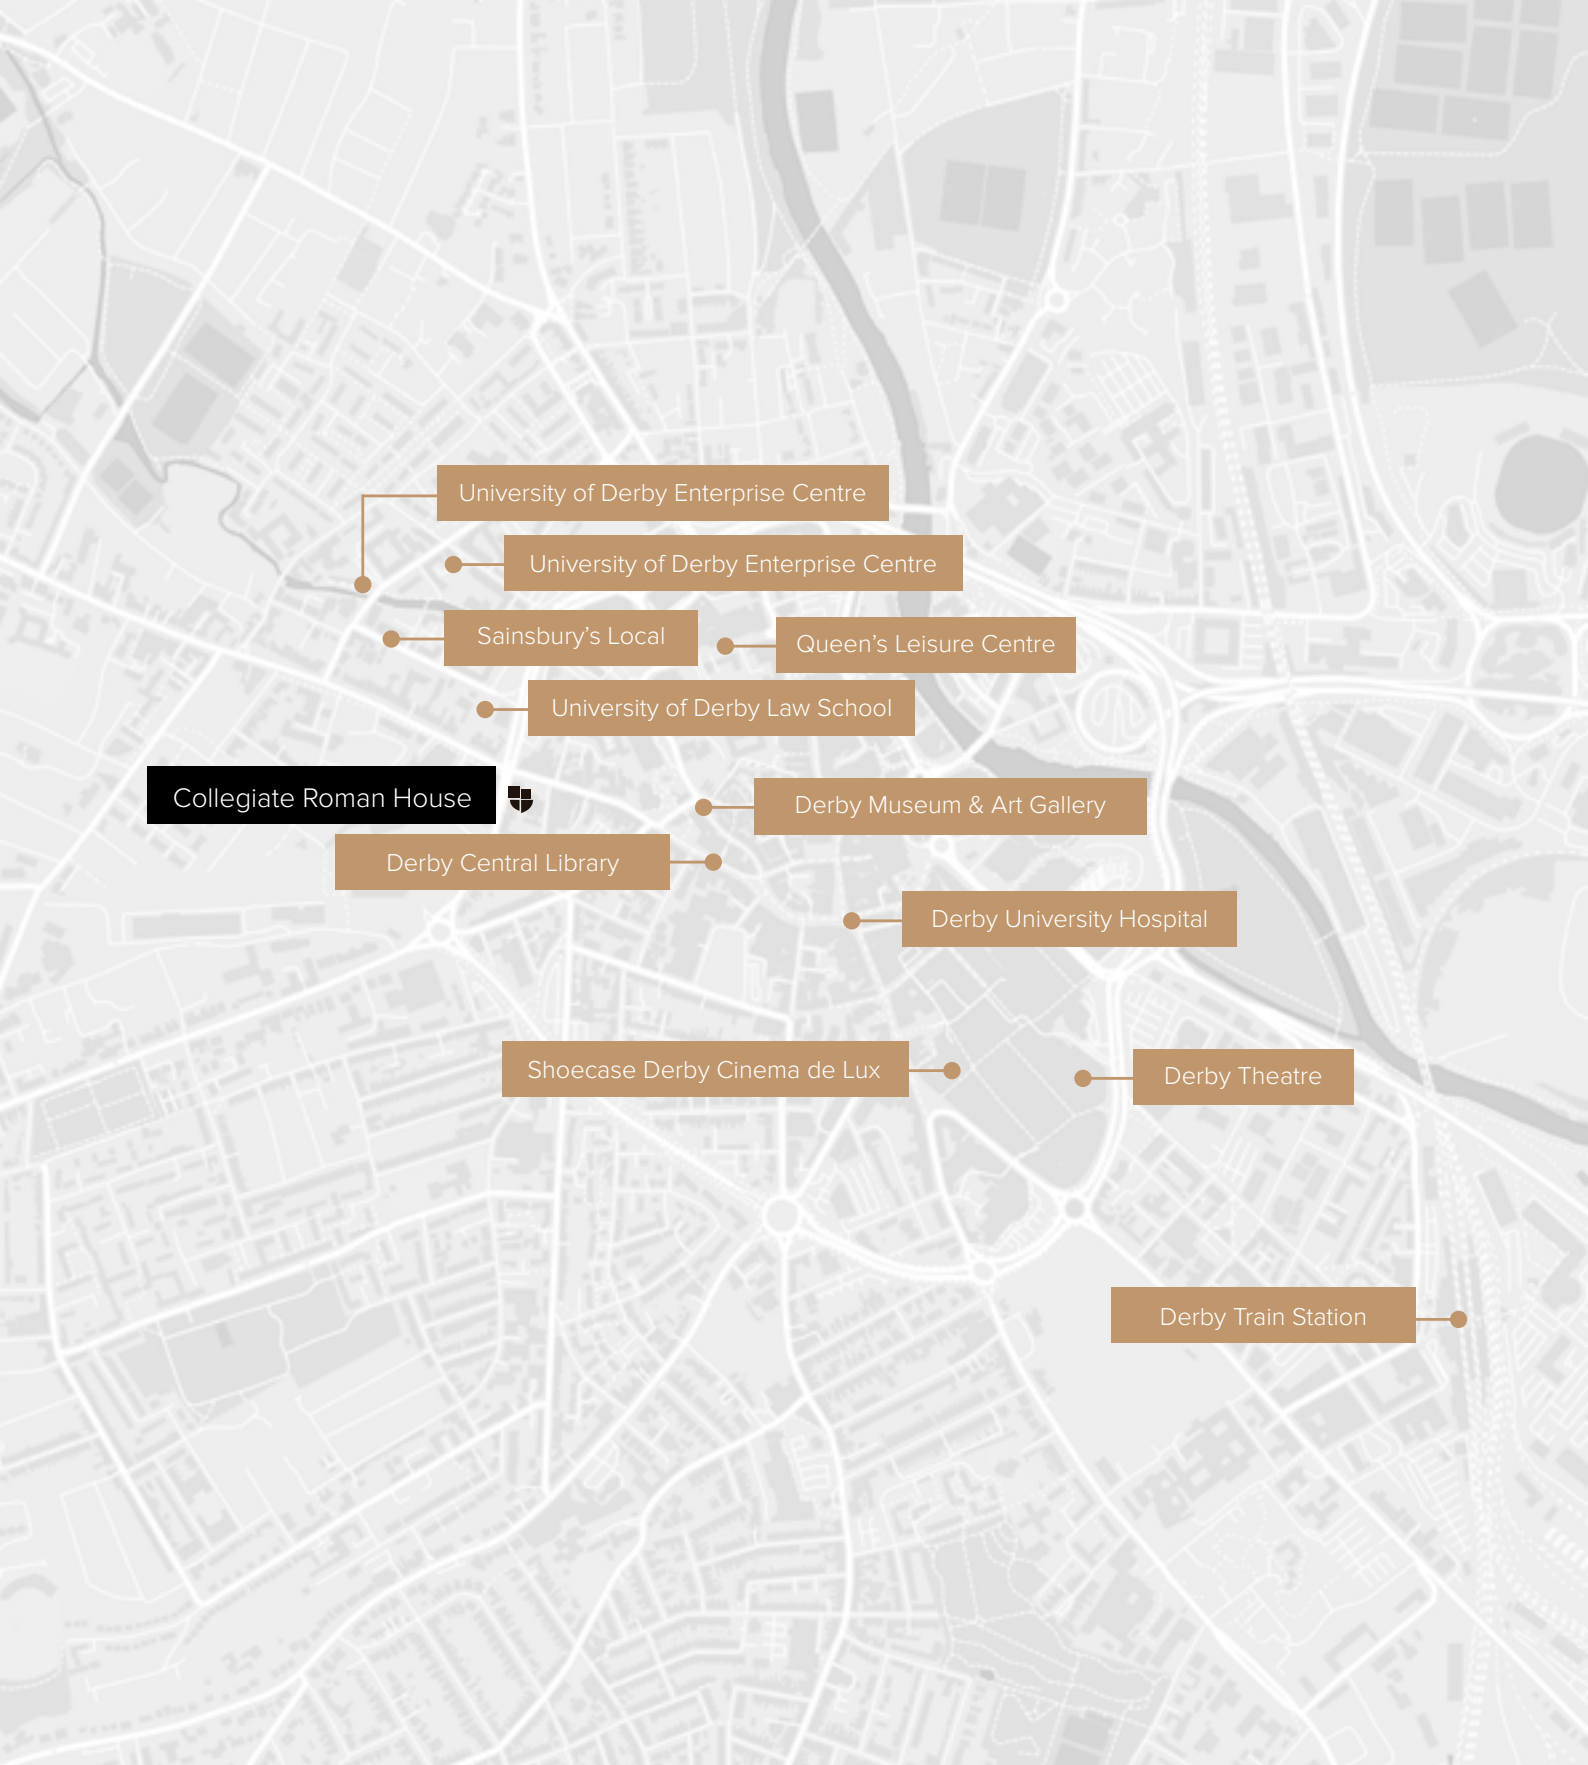 University of Derby Enterprise Centre
University of Derby Enterprise Centre
Sainsbury’s Local
Queen’s Leisure Centre
University of Derby Law School
Collegiate Roman House
Derby Museum & Art Gallery
Derby Central Library
Derby University Hospital
Shoecase Derby Cinema de Lux
Derby Theatre
Derby Train Station